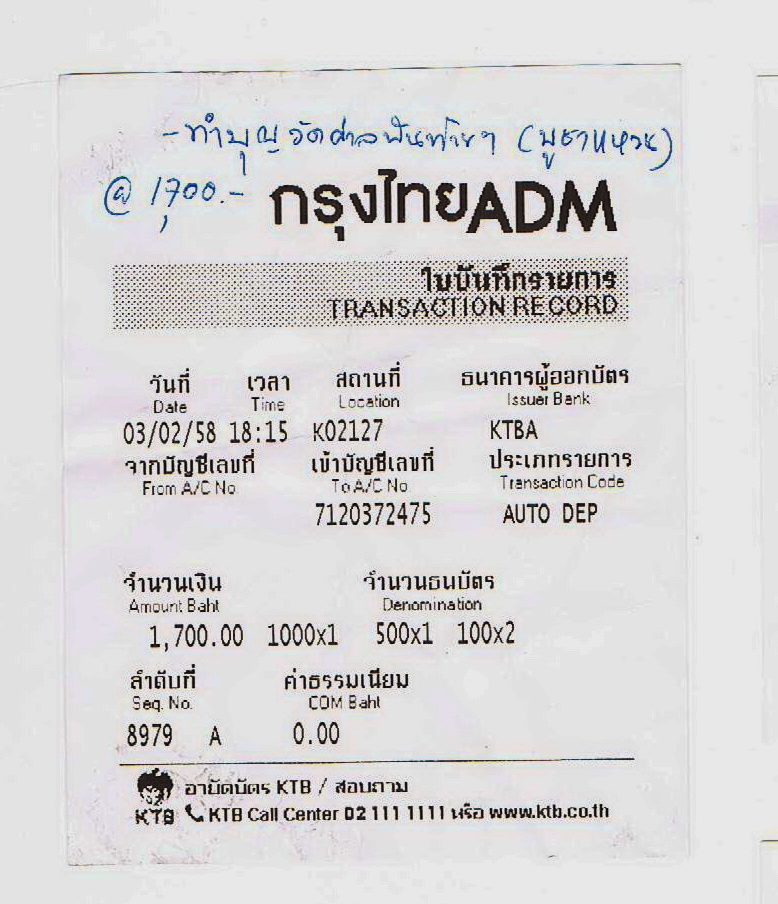 - ทำบุญวัดศาลพันท้ายฯ (บูชาแหวน)
@ 1,700.-
กรุงไทยADM
ใบบันทึกรายการ
TRANSACTION RECORD
วันที่ เวลา สถานที่ ธนาคารผู้ออกบัตร
Date Time Location Issuer Bank
03/02/58 18:15 K02127 KTBA
จากบัญชีเลขที่ เข้าบัญชีเลขที่ ประเภทรายการ
From A/C No. To A/C No. Transaction Code
7120372475 AUTO DEP
จำนวนเงิน จำนวนธนบัตร
Amount Baht Denomination
1,700.00 1000x1 500x1 100x2
ลำดับที่ ค่าธรรมเนียม
Seq. No. COM Baht
8979 A 0.00
อายัดบัตร KTB / สอบถาม
KTB KTB Call Center 02 111 1111 หรือ www.ktb.co.th